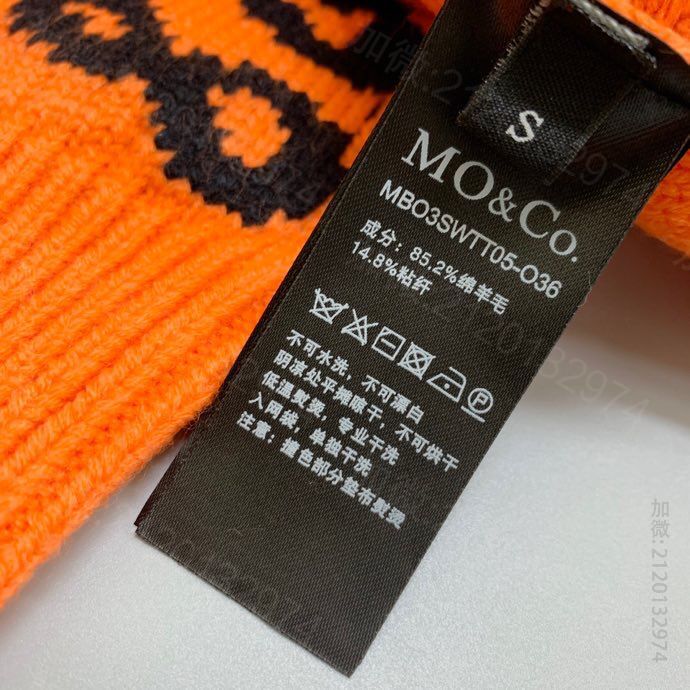 S
MO&Co.
MBO3SWTT05-O36
成分：85.2%绵羊毛
14.8%粘纤
不可水洗，不可漂白
阴凉处平摊晾干，不可烘干
低温熨烫，专业干洗
入网袋，单独干洗
注意：撞色部分垫布熨烫
加微：2120132974